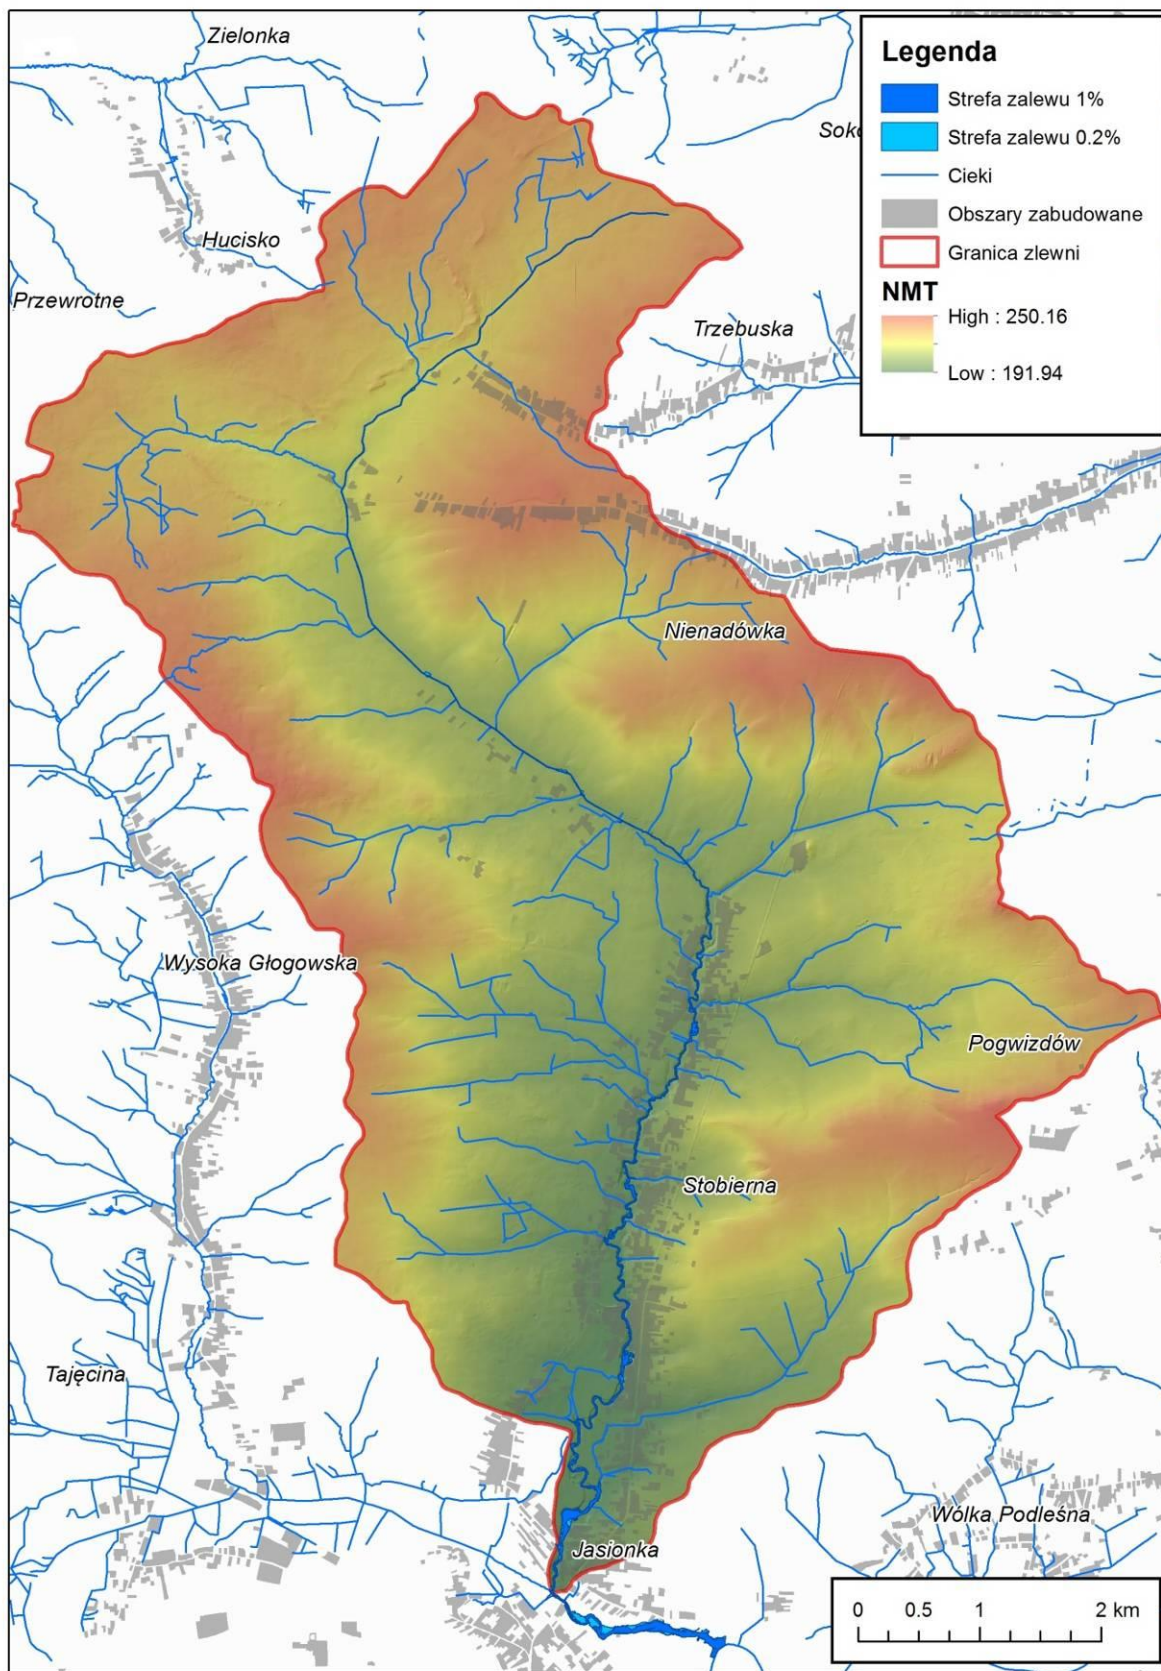 Zielonka
Legenda
Strefa zalewu 1%
Strefa zalewu 0.2%
Cieki
Obszary zabudowane
Granica zlewni
NMT
High : 250.16
Low : 191.94
Hucisko
Przewrotne
Trzebuska
Nienadówka
Wysoka Głogowska
Pogwizdów
Stobierna
Tajęcina
Wólka Podleśna
Jasionka
0 0.5 1 2 km